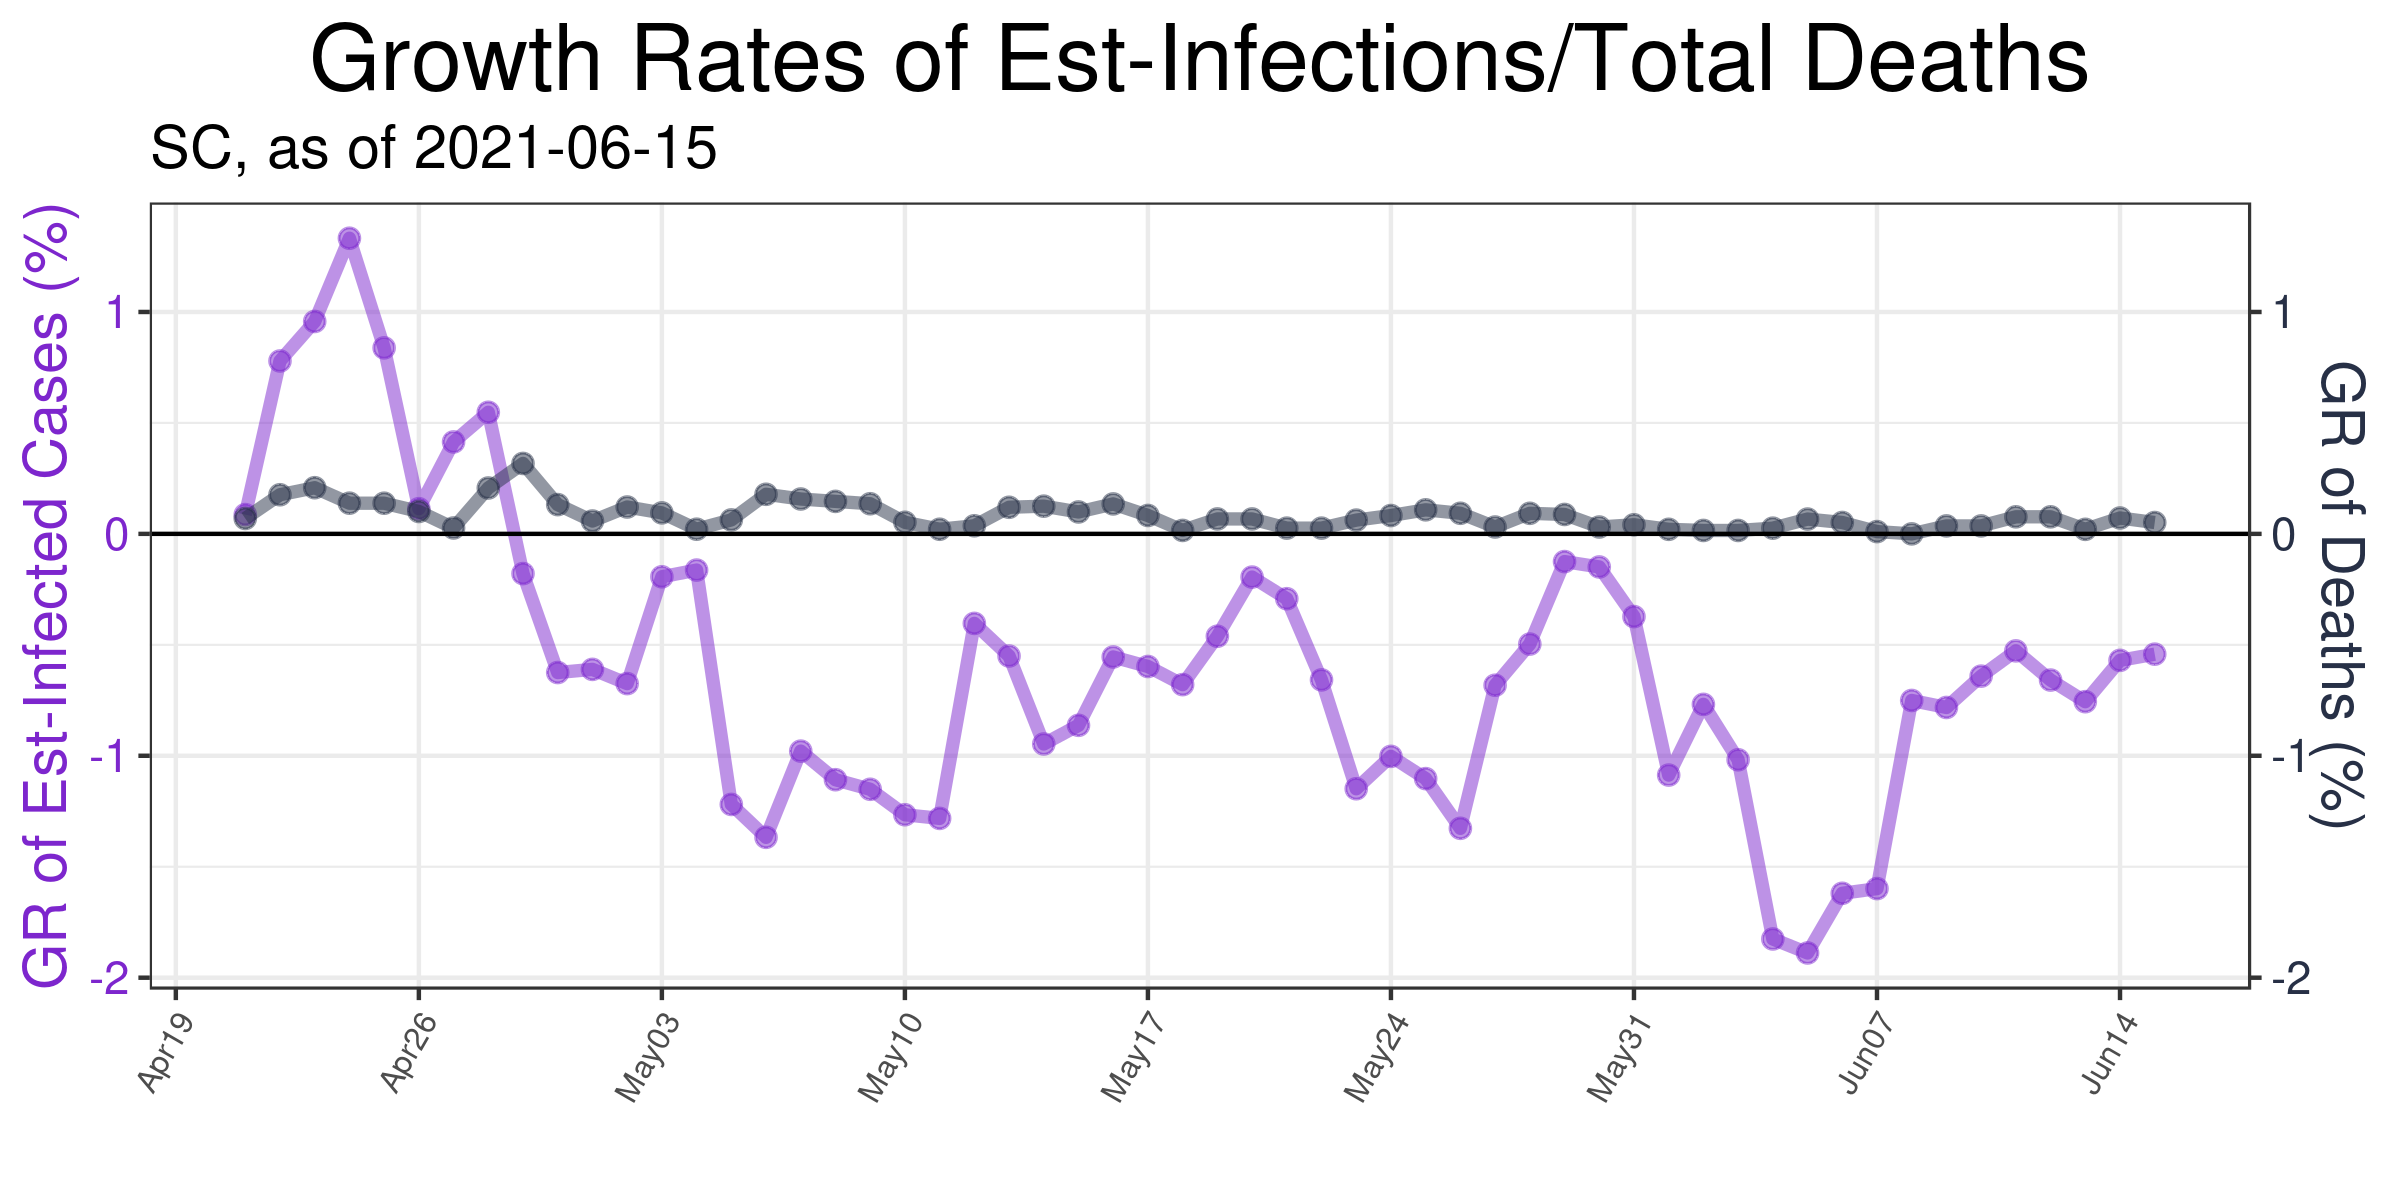 Growth Rates of Est-Infections/Total Deaths
SC, as of 2021-06-15
GR of Est-Infected Cases (%)
1
0
-1
-2
1
0
-1
-2
GR of Deaths (%)
Apr19 Apr26 May03 May10 May17 May24 May31 Jun07 Jun14